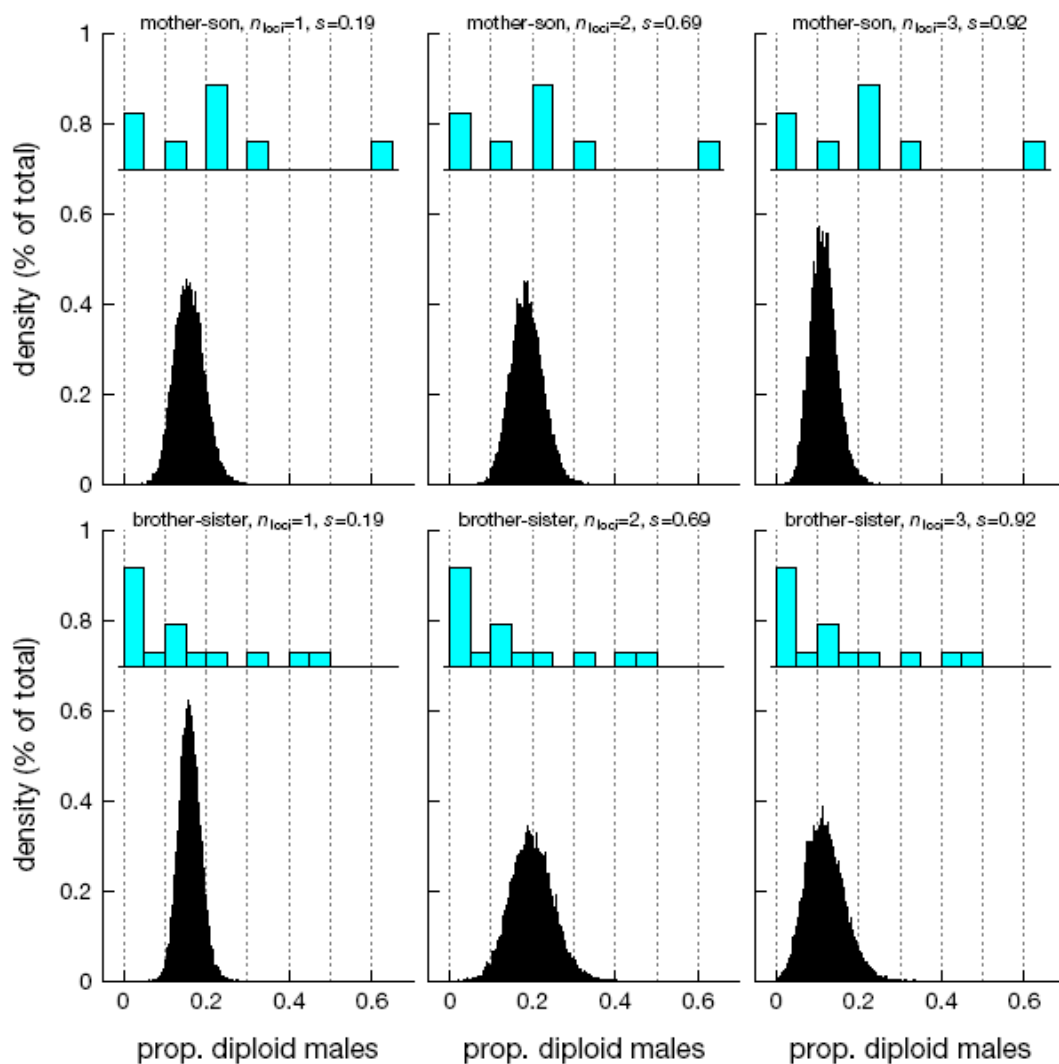 mother-son, nloci=1, s=0.19
mother-son, nloci=2, s=0.69
mother-son, nloci=3, s=0.92
1
0.8
0.6
0.4
0.2
0
density (% of total)
brother-sister, nloci=1, s=0.19
brother-sister, nloci=2, s=0.69
brother-sister, nloci=3, s=0.92
1
0.8
0.6
0.4
0.2
0
density (% of total)
0 0.2 0.4 0.6
0 0.2 0.4 0.6
0 0.2 0.4 0.6
prop. diploid males
prop. diploid males
prop. diploid males